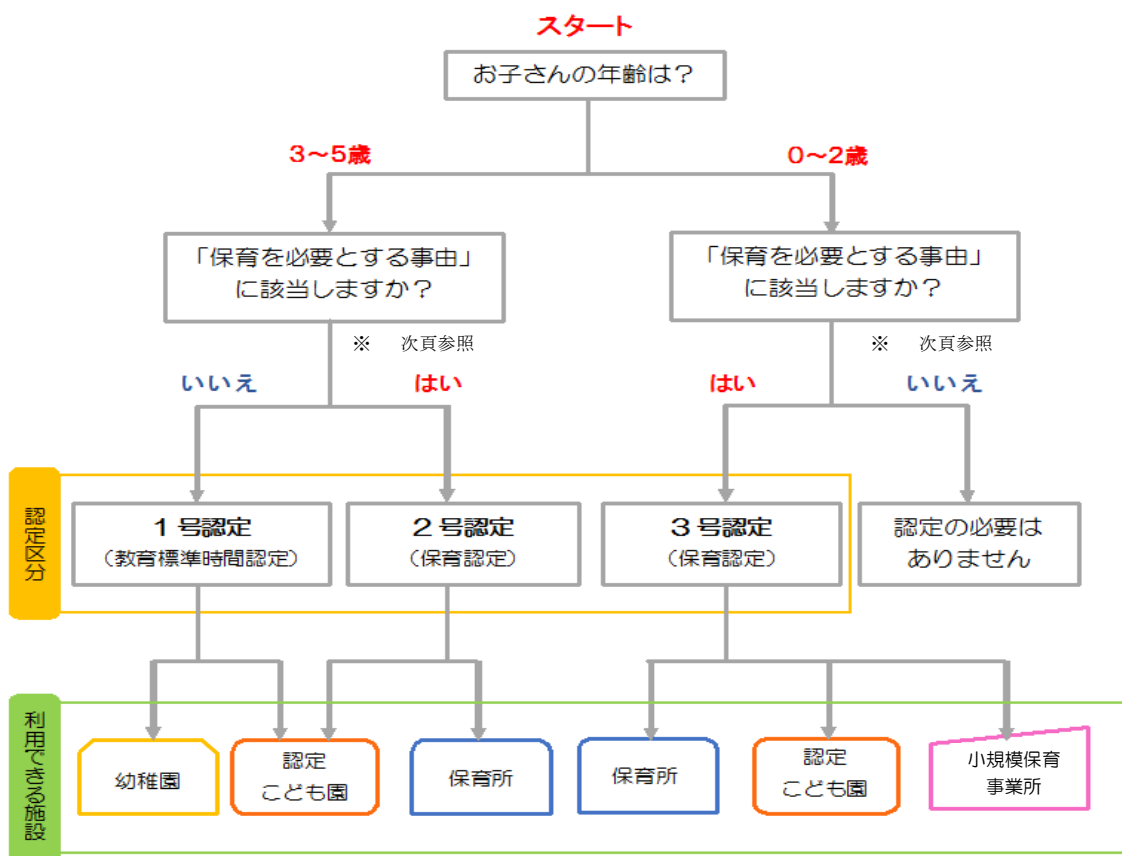 スタート
お子さんの年齢は？
3～5歳
0～2歳
「保育を必要とする事由」
に該当しますか？
「保育を必要とする事由」
に該当しますか？
※　次頁参照
※　次頁参照
いいえ
はい
はい
いいえ
認定区分
1号認定
（教育標準時間認定）
2号認定
（保育認定）
3号認定
（保育認定）
認定の必要は
ありません
利用できる施設
幼稚園
認定
こども園
保育所
保育所
認定
こども園
小規模保育
事業所